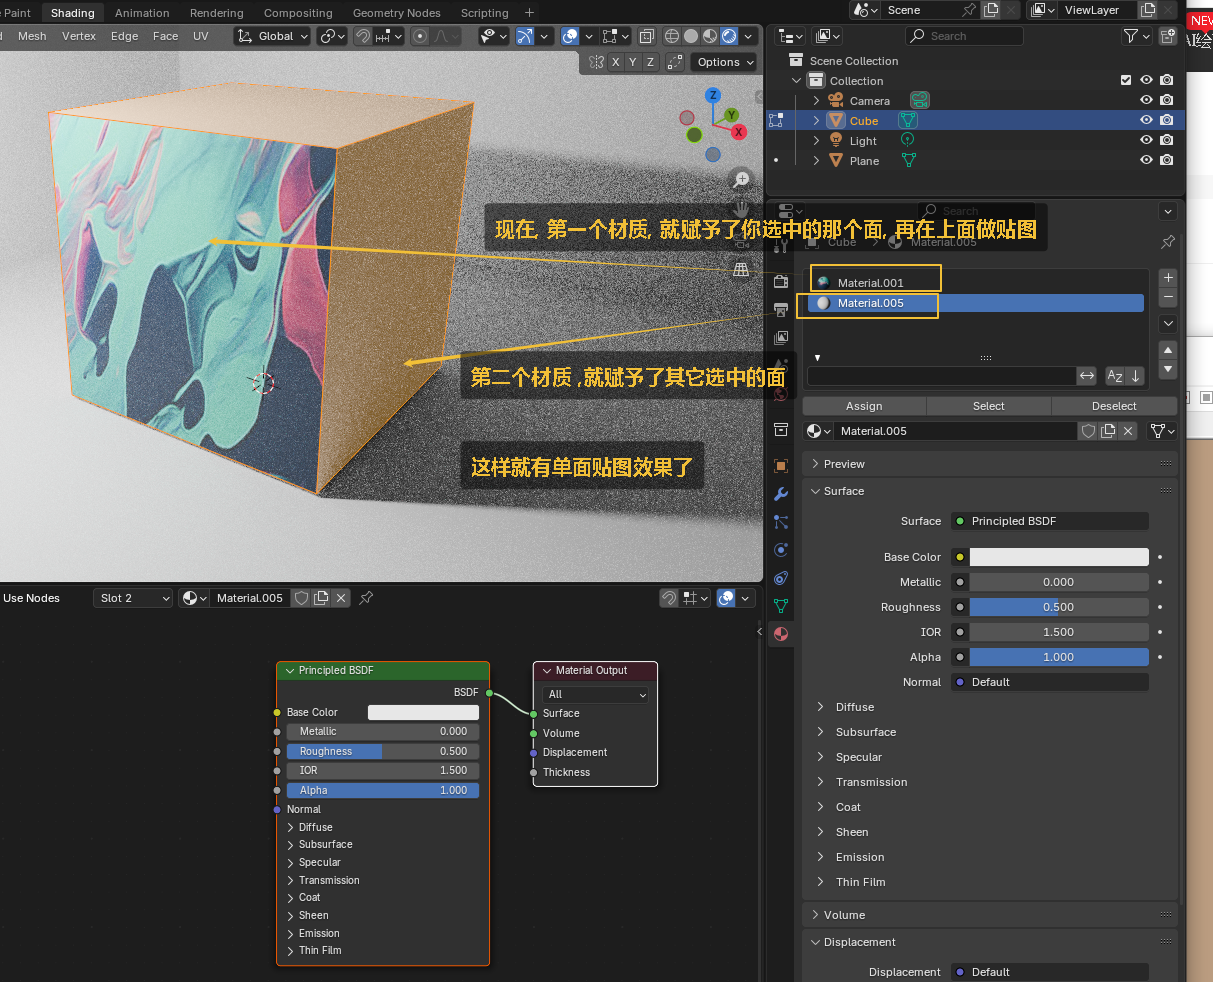 Paint
Shading
Animation
Rendering
Compositing
Geometry Nodes
Scripting
+
Scene
ViewLayer
NEW
AI绘
Mesh
Vertex
Edge
Face
UV
Global
Search
X
Y
Z
Options
Scene Collection
Collection
Camera
Cube
Light
Plane
Z
Y
X
现在, 第一个材质, 就赋予了你选中的那个面, 再在上面做贴图
Search
Cube
Material.005
Material.001
Material.005
第二个材质 ,就赋予了其它选中的面
AZ
Assign
Select
Deselect
Material.005
这样就有单面贴图效果了
Preview
Surface
Surface
Principled BSDF
Base Color
Metallic
0.000
Roughness
0.500
IOR
1.500
Alpha
1.000
Normal
Default
Diffuse
Subsurface
Specular
Transmission
Coat
Sheen
Emission
Thin Film
Volume
Displacement
Displacement
Default
Use Nodes
Slot 2
Material.005
Principled BSDF
BSDF
Base Color
Metallic
0.000
Roughness
0.500
IOR
1.500
Alpha
1.000
Normal
Diffuse
Subsurface
Specular
Transmission
Coat
Sheen
Emission
Thin Film
Material Output
All
Surface
Volume
Displacement
Thickness